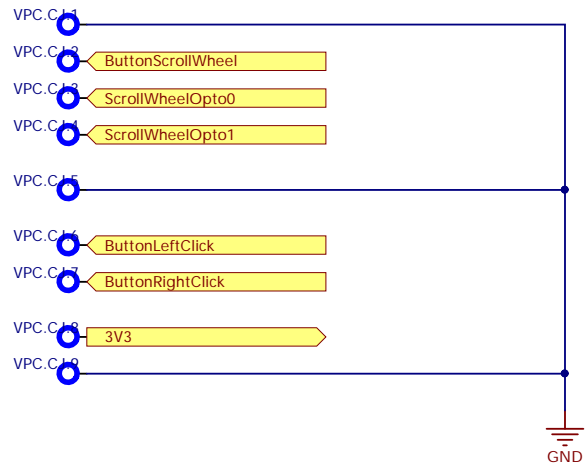 VPC.C.J.1
VPC.C.J.2
ButtonScrollWheel
VPC.C.J.3
ScrollWheelOpto0
VPC.C.J.4
ScrollWheelOpto1
VPC.C.J.5
VPC.C.J.6
ButtonLeftClick
VPC.C.J.7
ButtonRightClick
VPC.C.J.8
3V3
VPC.C.J.9
GND